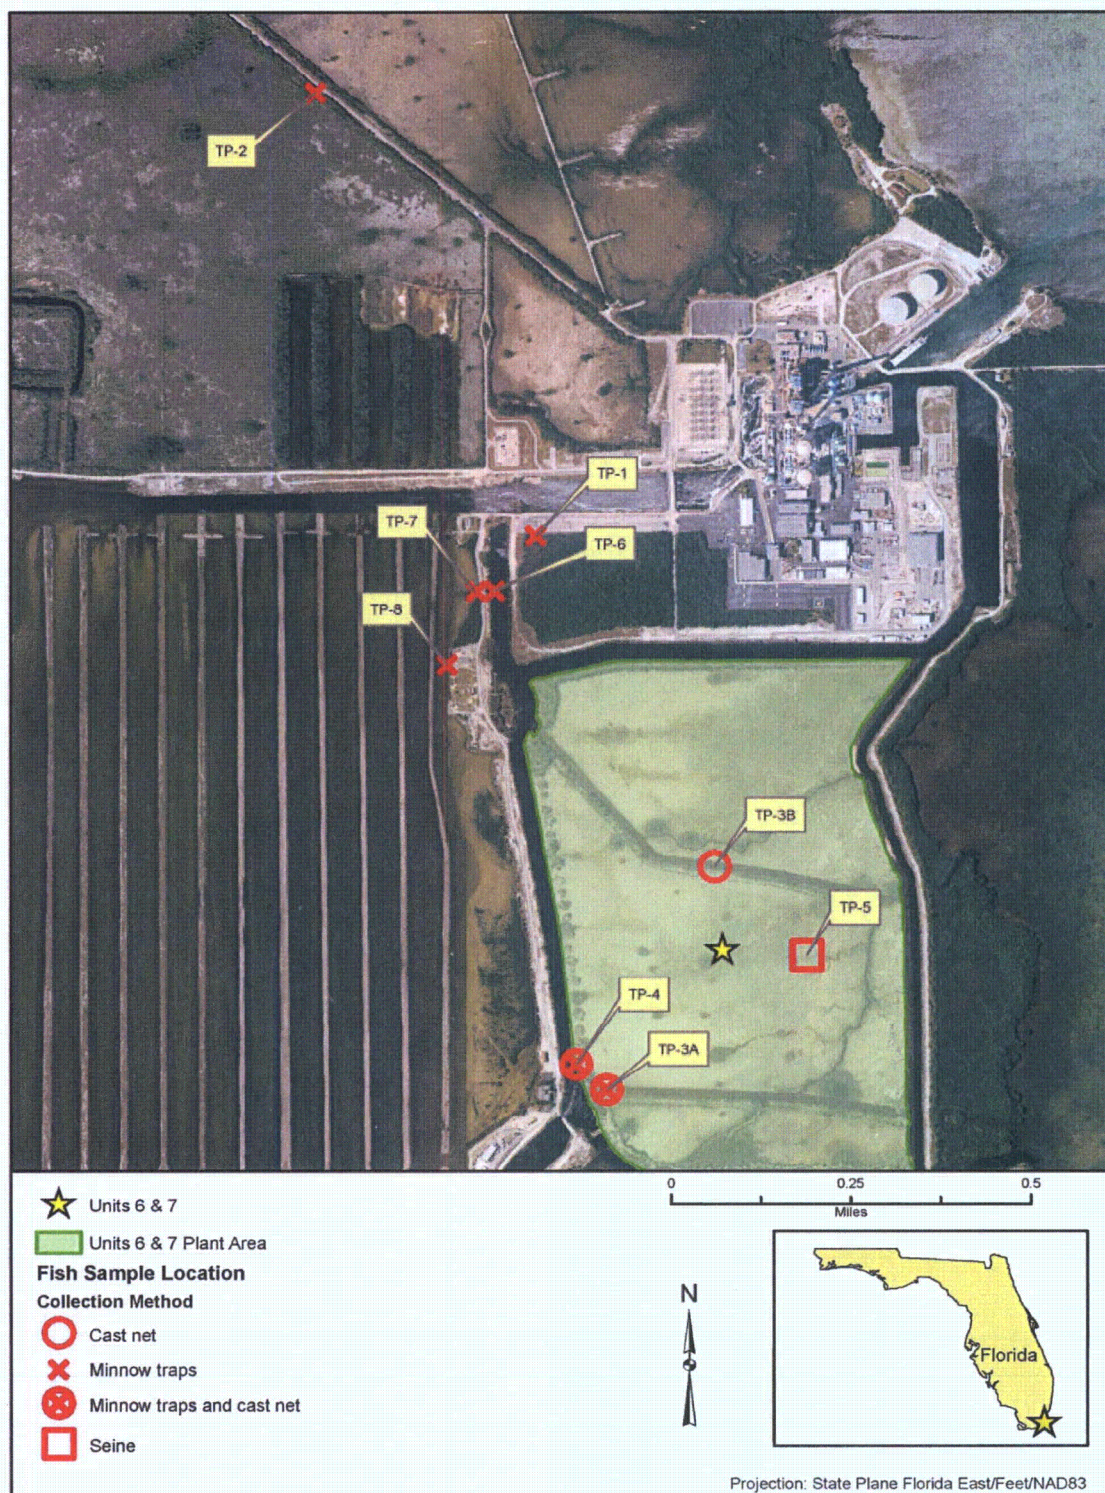 TP-2
TP-1
TP-7
TP-6
TP-8
TP-3B
TP-5
TP-4
TP-3A
Units 6 & 7
Units 6 & 7 Plant Area
Fish Sample Location
Collection Method
Cast net
Minnow traps
Minnow traps and cast net
Seine
0 0.25 0.5
Miles
N
Florida
Projection: State Plane Florida East/Feet/NAD83